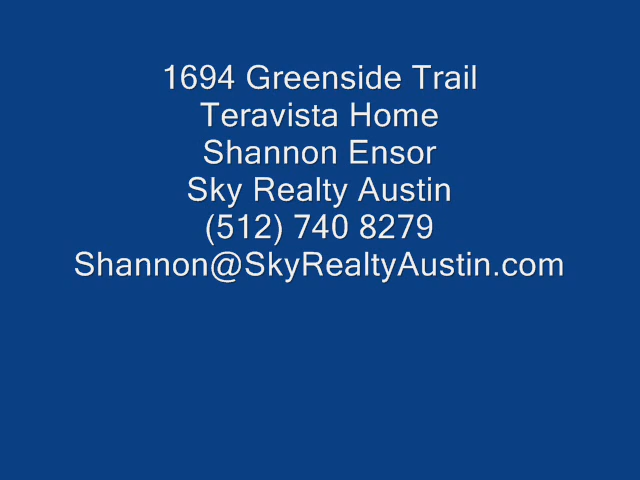 1694 Greenside Trail
Teravista Home
Shannon Ensor
Sky Realty Austin
(512) 740 8279
Shannon@SkyRealtyAustin.com